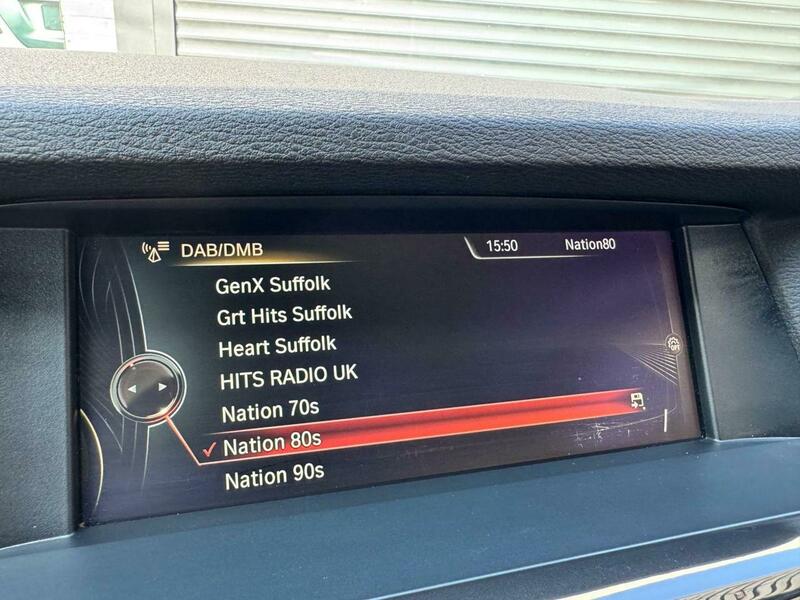 DAB/DMB
15:50
Nation80
GenX Suffolk
Grt Hits Suffolk
Heart Suffolk
HITS RADIO UK
Nation 70s
Nation 80s
Nation 90s
OPT